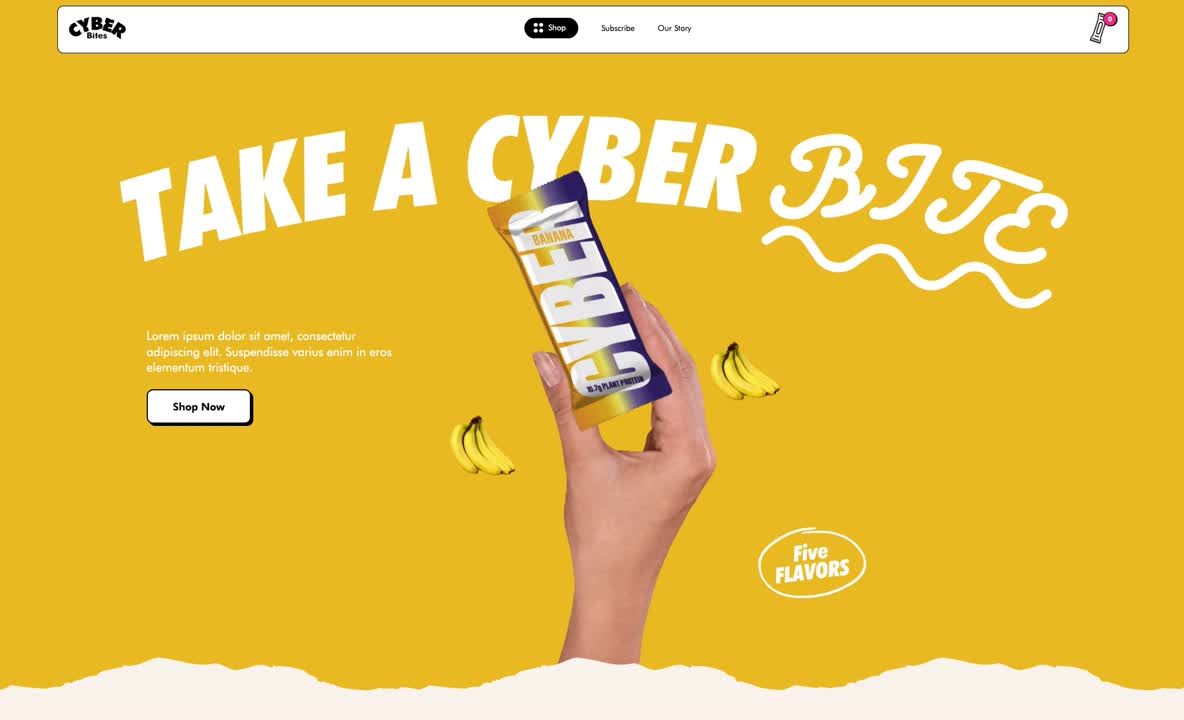 CYBER
Bites
Shop
Subscribe
Our Story
0
TAKE A CYBER BITE
BANANA
CYBER
10.7g PLANT PROTEIN
Lorem ipsum dolor sit amet, consectetur
adipiscing elit. Suspendisse varius enim in eros
elementum tristique.
Shop Now
Five
FLAVORS